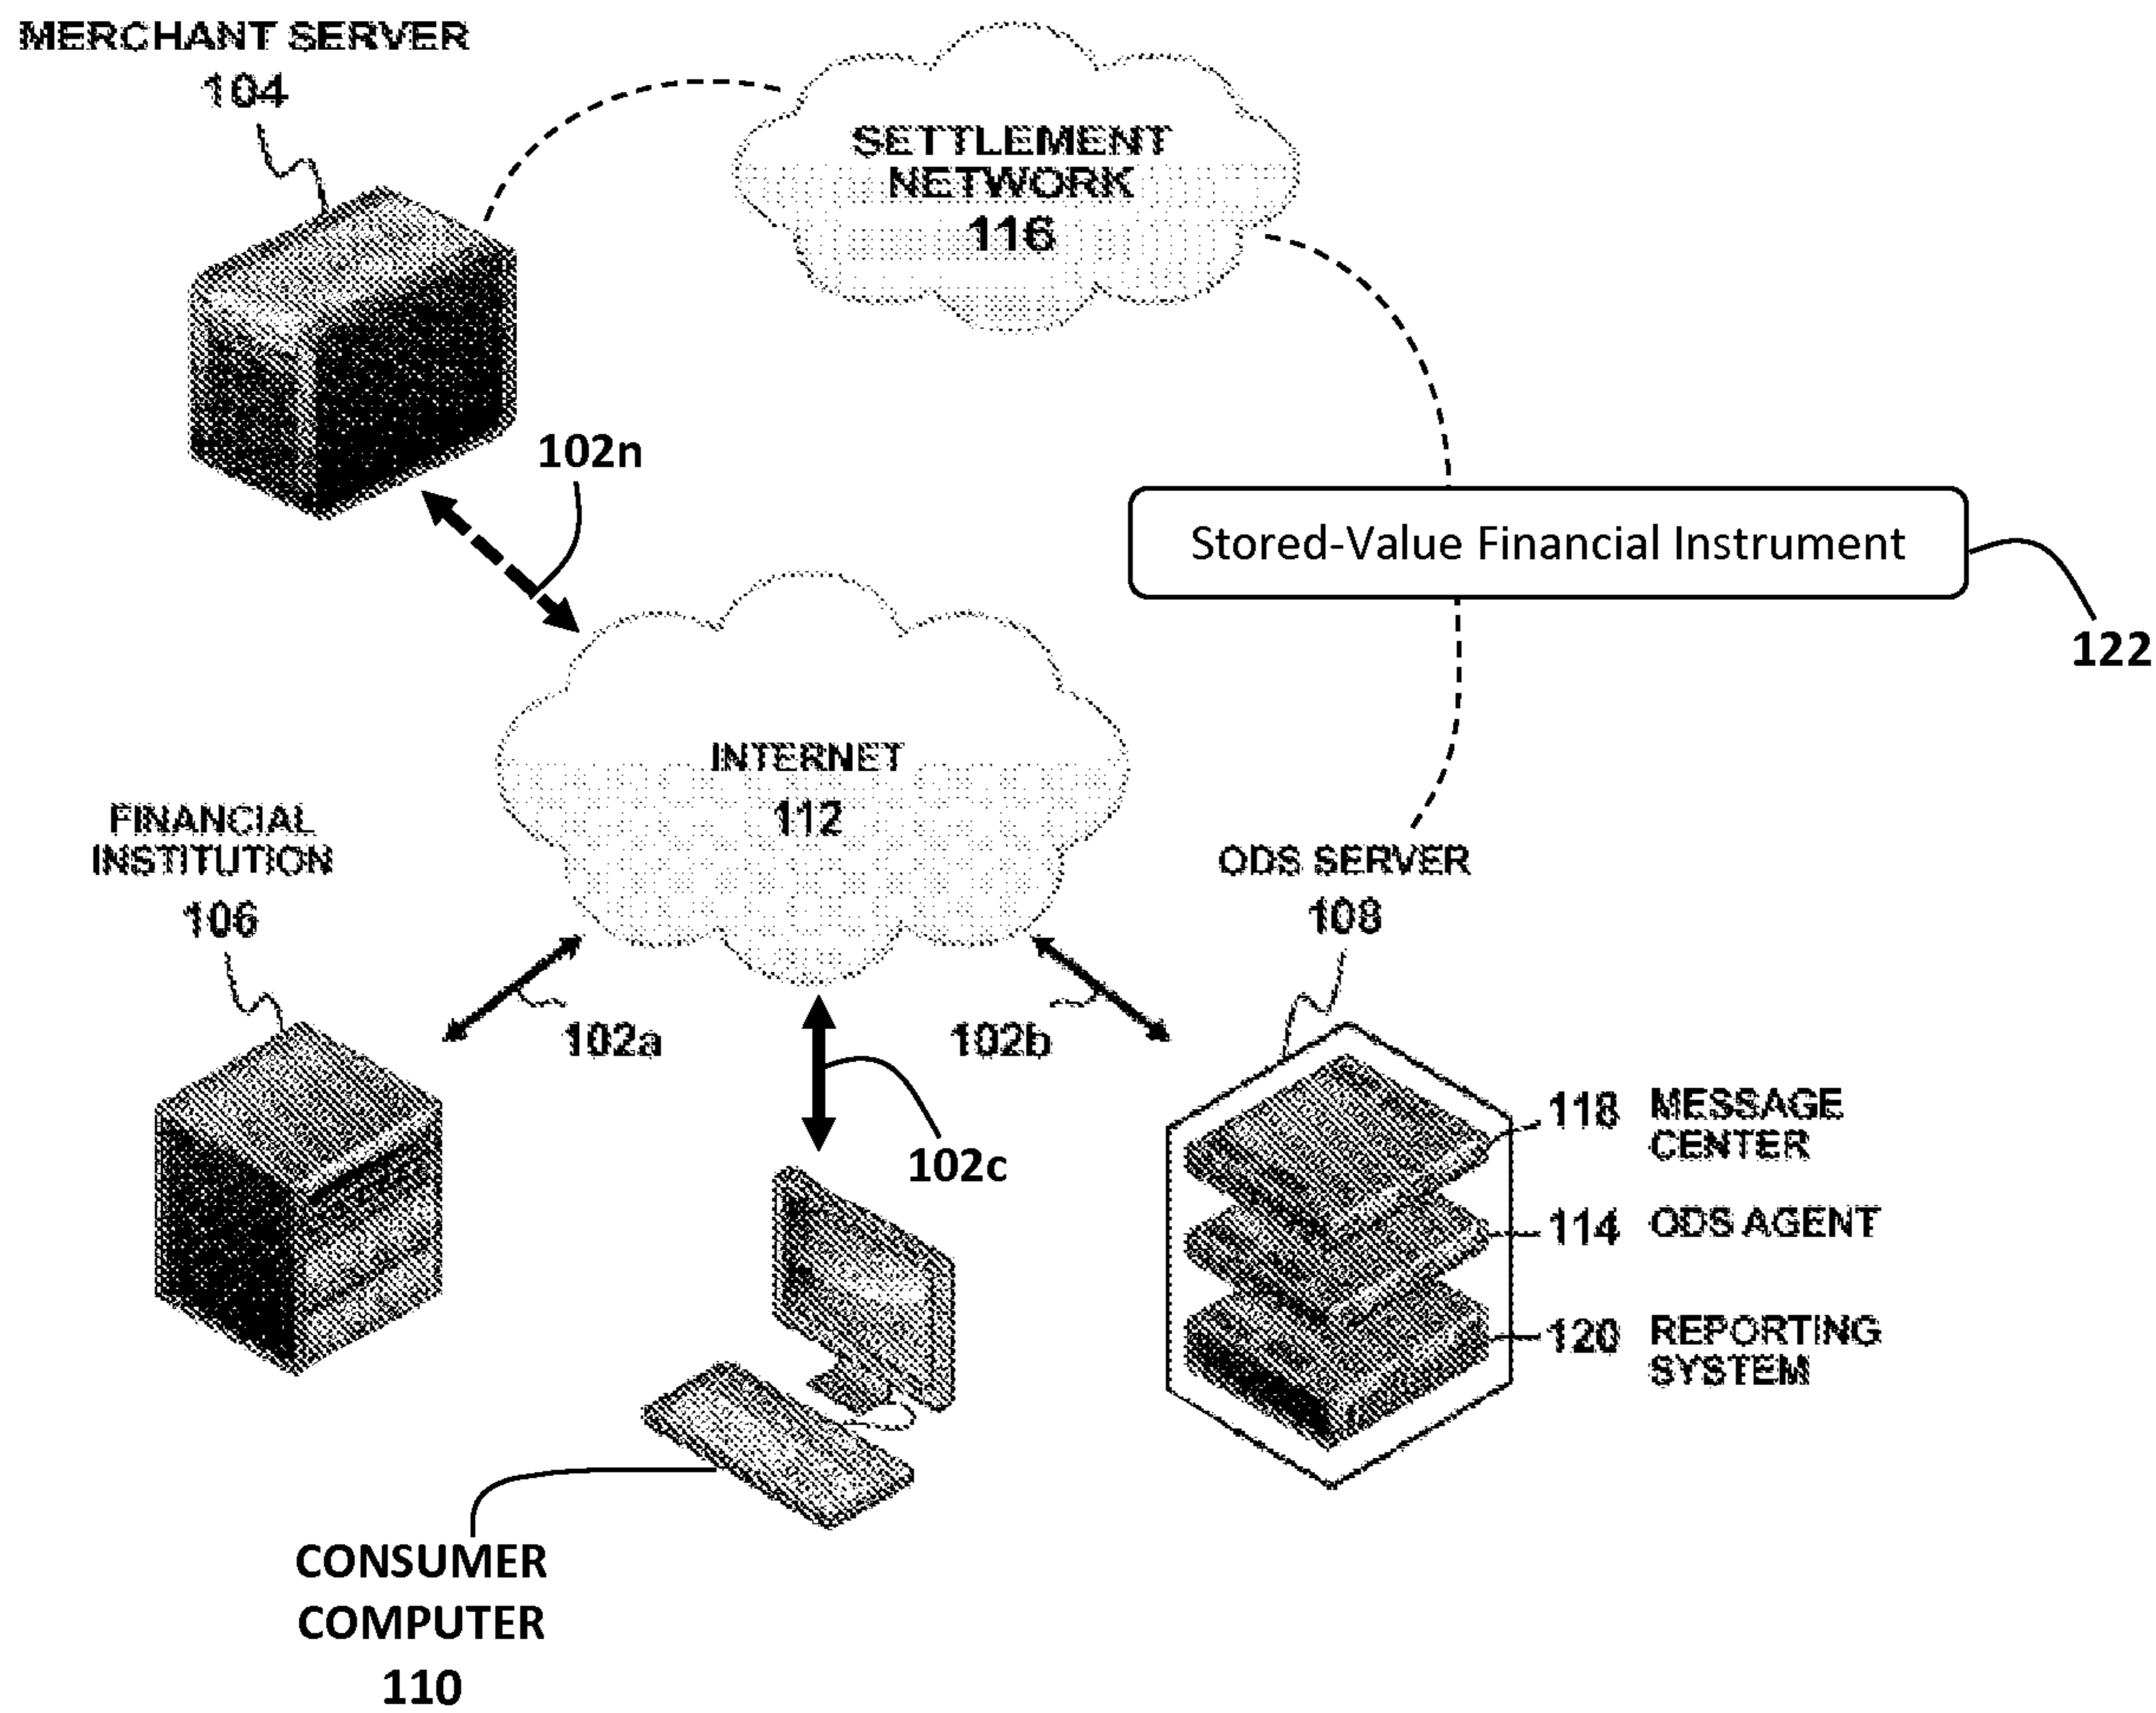 MERCHANT SERVER
104
SETTLEMENT
NETWORK
116
102n
Stored-Value Financial Instrument
122
INTERNET
112
FINANCIAL
INSTITUTION
106
ODS SERVER
108
102a
102b
102c
118 MESSAGE
CENTER
114 ODS AGENT
120 REPORTING
SYSTEM
CONSUMER
COMPUTER
110